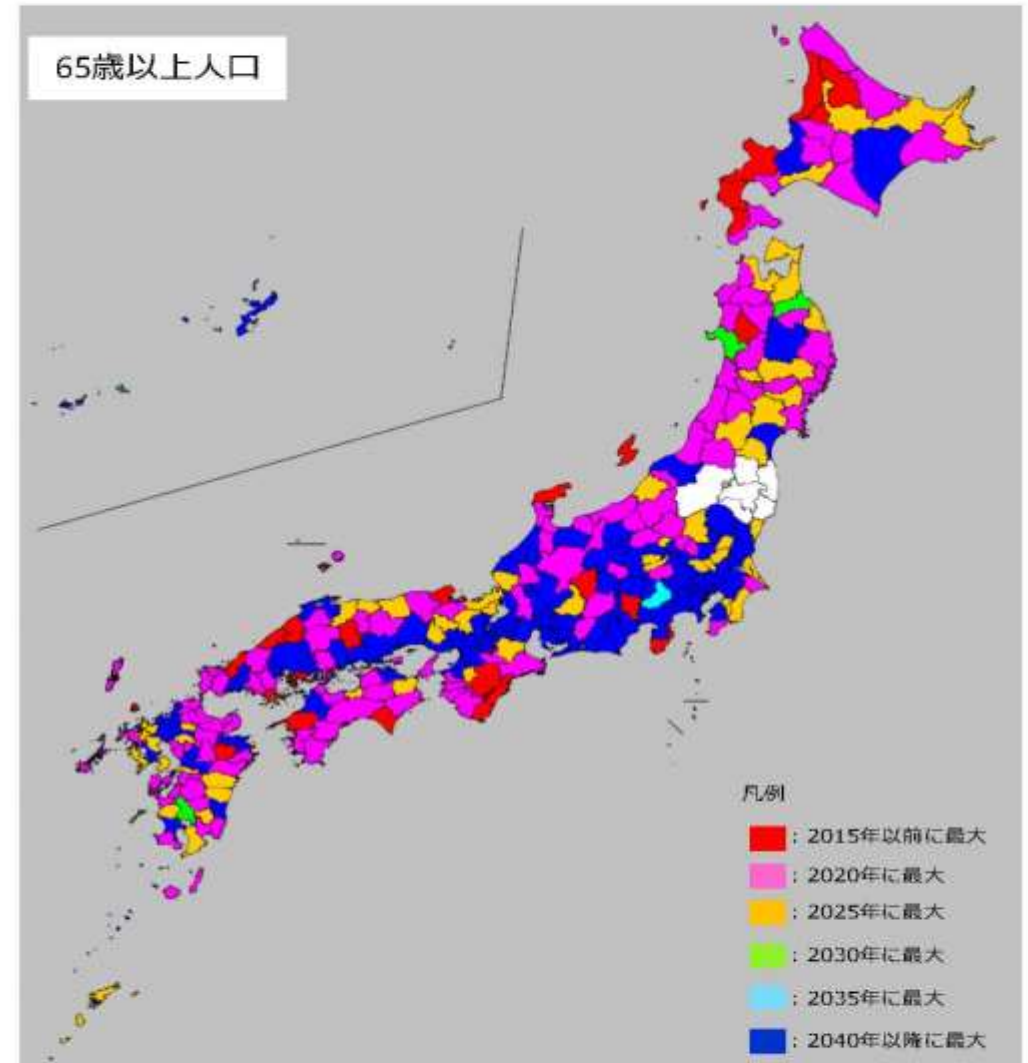 65歳以上人口
凡例
：2015年以前に最大
：2020年に最大
：2025年に最大
：2030年に最大
：2035年に最大
：2040年以降に最大